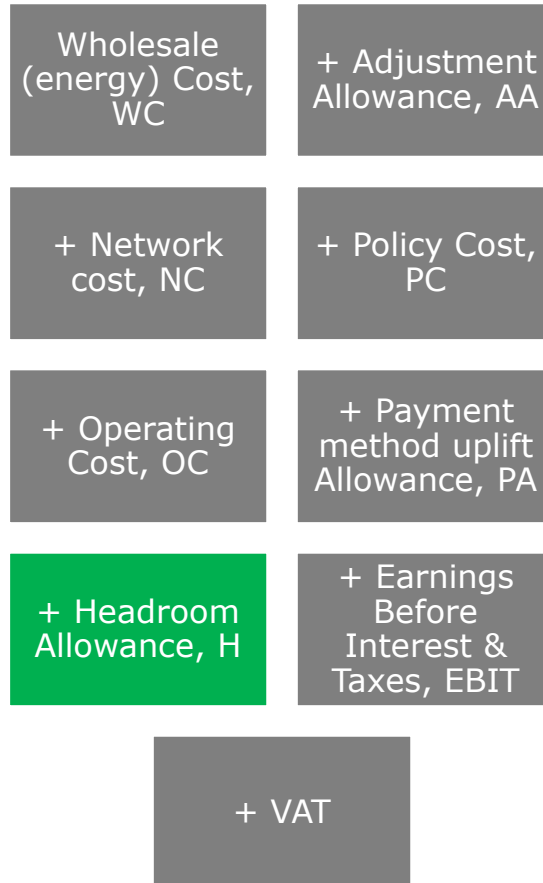 Wholesale
(energy) Cost,
WC
+ Adjustment
Allowance, AA
+ Network
cost, NC
+ Policy Cost,
PC
+ Operating
Cost, OC
+ Payment
method uplift
Allowance, PA
+ Headroom
Allowance, H
+ Earnings
Before
Interest &
Taxes, EBIT
+ VAT